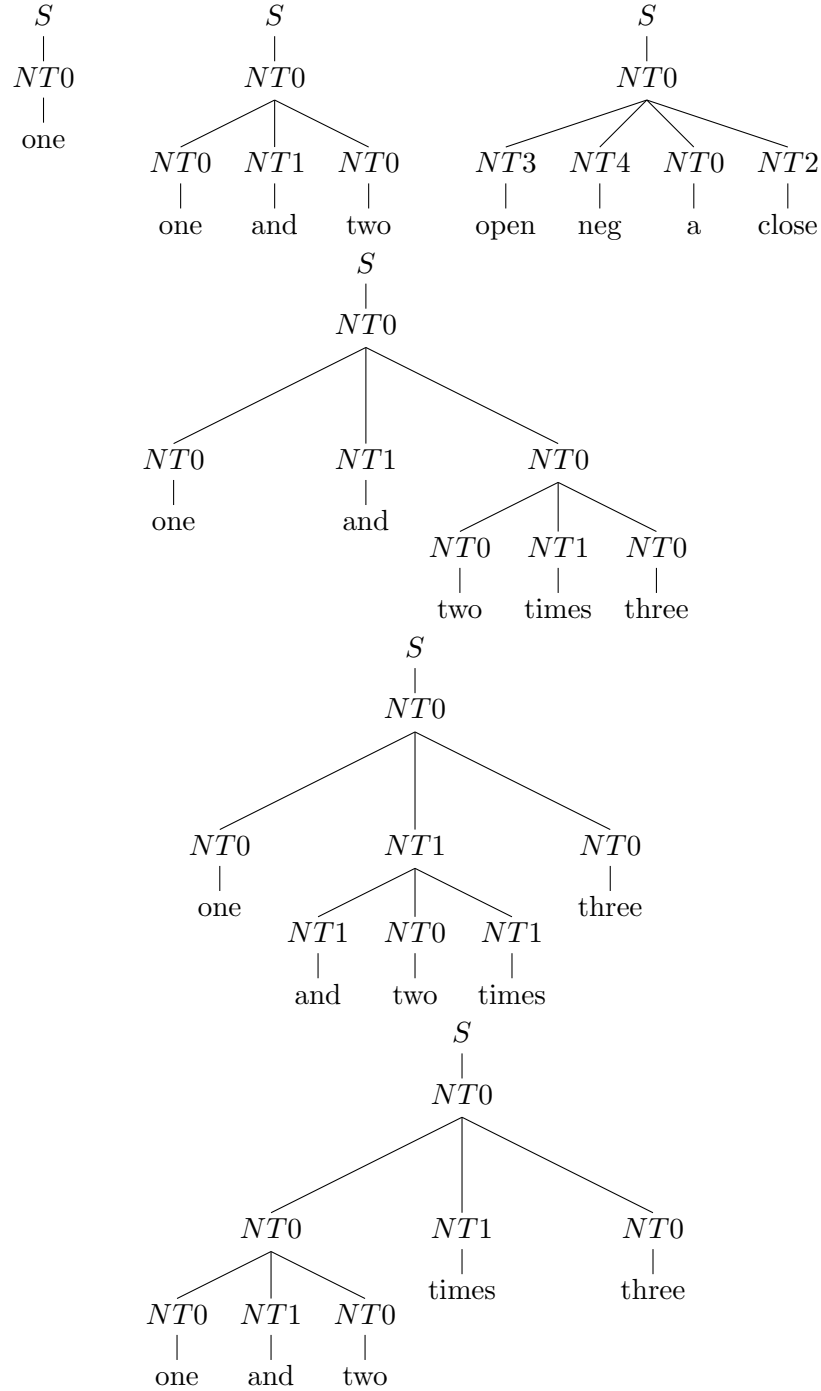 S S S
NT0 NT0 NT0
one
NT0 NT1 NT0 NT3 NT4 NT0 NT2
one and two open neg a close
S
NT0
NT0 NT1 NT0
one and
NT0 NT1 NT0
two times three
S
NT0
NT0 NT1 NT0
one three
NT1 NT0 NT1
and two times
S
NT0
NT0 NT1 NT0
times three
NT0 NT1 NT0
one and two